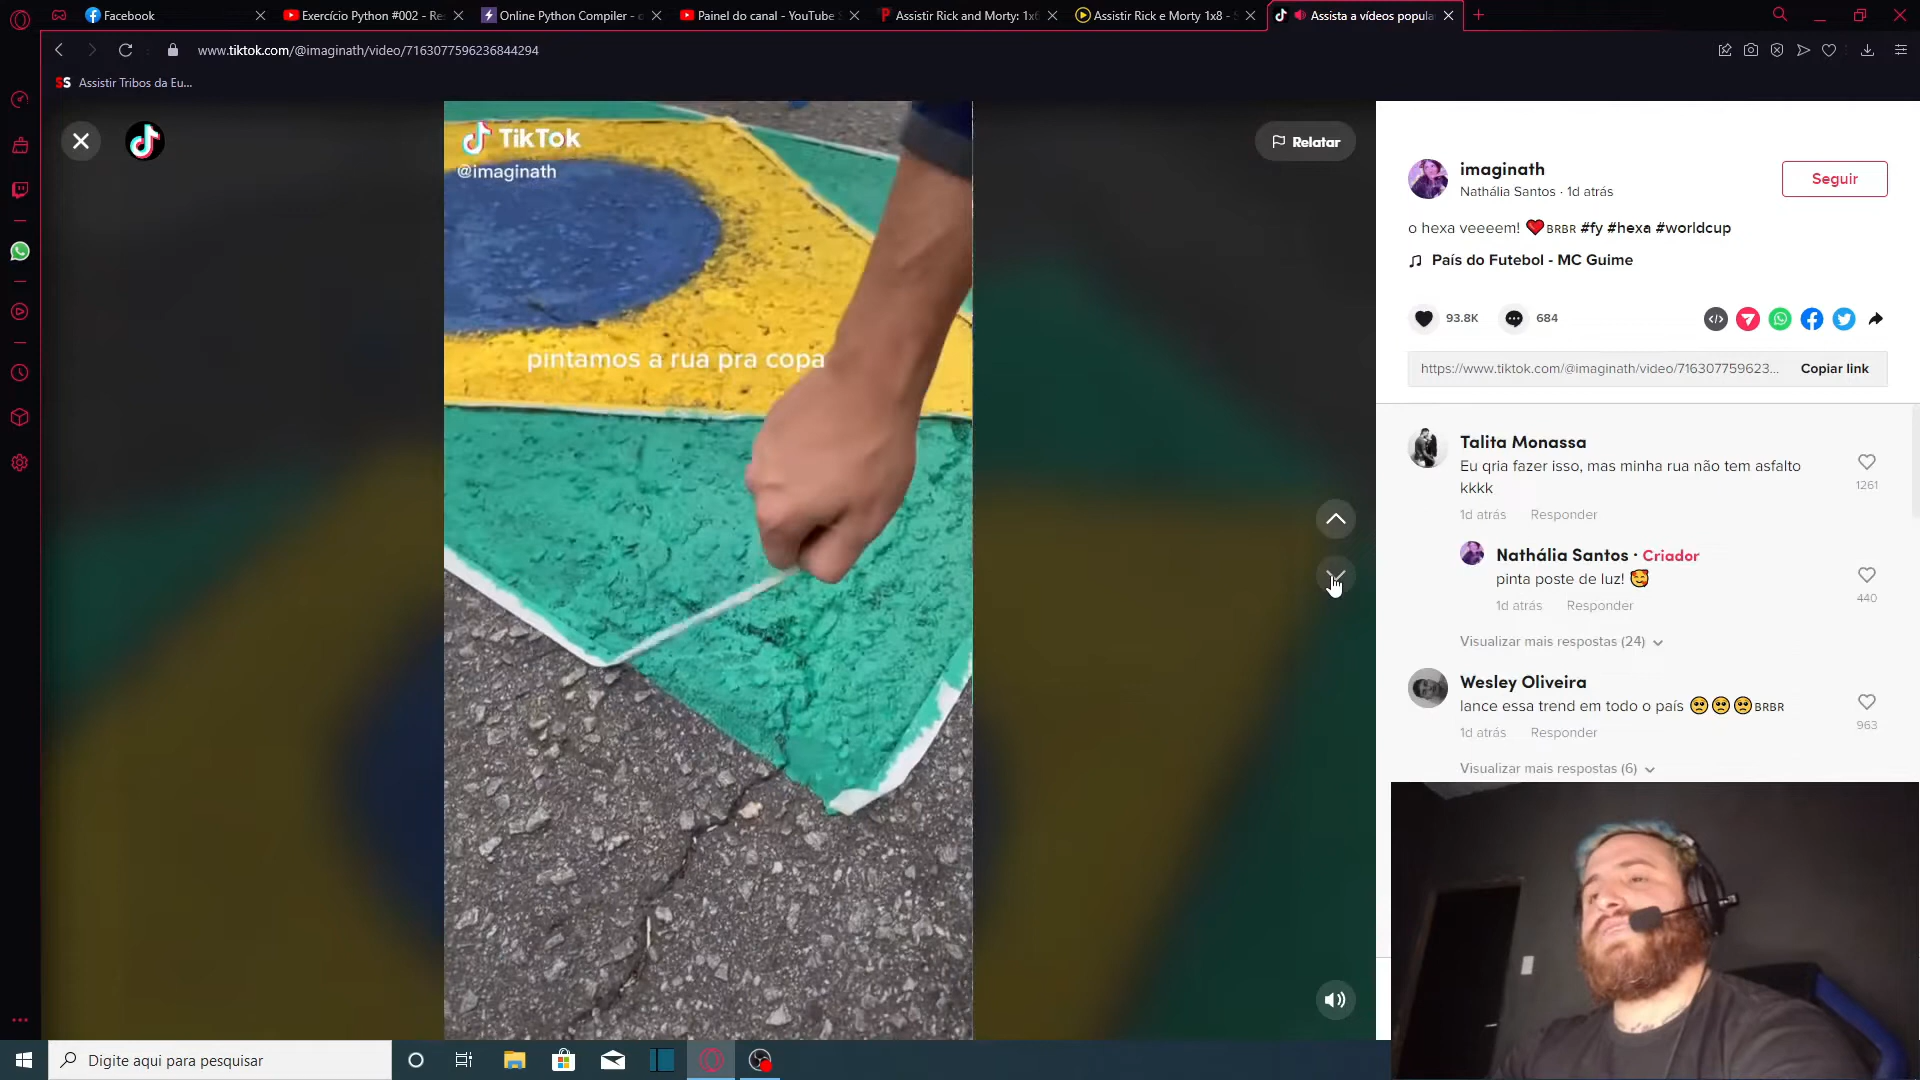 Facebook
Exercício Python #002 - Re
Online Python Compiler - o
Painel do canal - YouTube S
Assistir Rick and Morty: 1x6
Assistir Rick e Morty 1x8 - S
Assista a vídeos popula
www.tiktok.com/@imaginath/video/7163077596236844294
SS Assistir Tribos da Eu...
TikTok
@imaginath
pintamos a rua pra copa
Relatar
imaginath
Nathália Santos · 1d atrás
Seguir
o hexa veeeem! ❤️BRBR #fy #hexa #worldcup
País do Futebol - MC Guime
93.8K
684
https://www.tiktok.com/@imaginath/video/716307759623...
Copiar link
Talita Monassa
Eu qria fazer isso, mas minha rua não tem asfalto
kkkk
1261
1d atrás Responder
Nathália Santos · Criador
pinta poste de luz! 🥰
440
1d atrás Responder
Visualizar mais respostas (24)
Wesley Oliveira
lance essa trend em todo o país 🥺🥺🥺BRBR
963
1d atrás Responder
Visualizar mais respostas (6)
Digite aqui para pesquisar